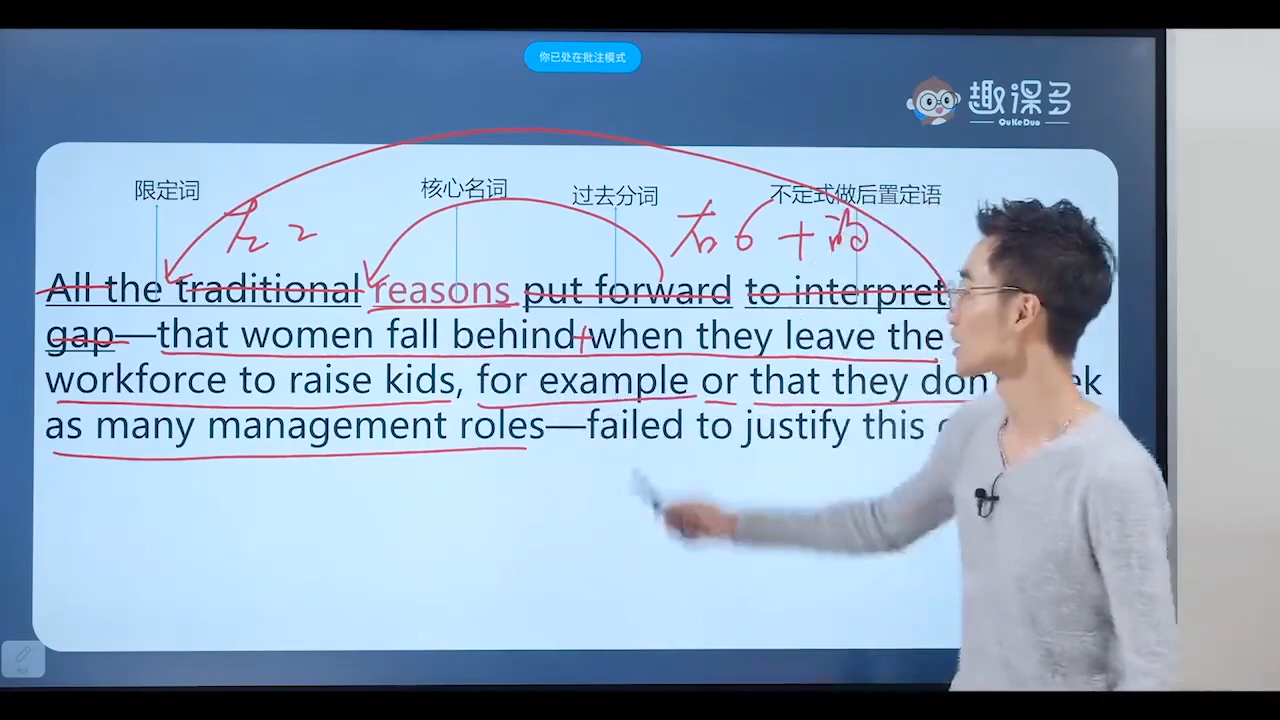 你已处在批注模式
趣课多
QuKeDuo
限定词 核心名词 过去分词 不定式做后置定语
左2 右6+的
All the traditional reasons put forward to interpret
gap—that women fall behind when they leave the
workforce to raise kids, for example or that they don
as many management roles—failed to justify this